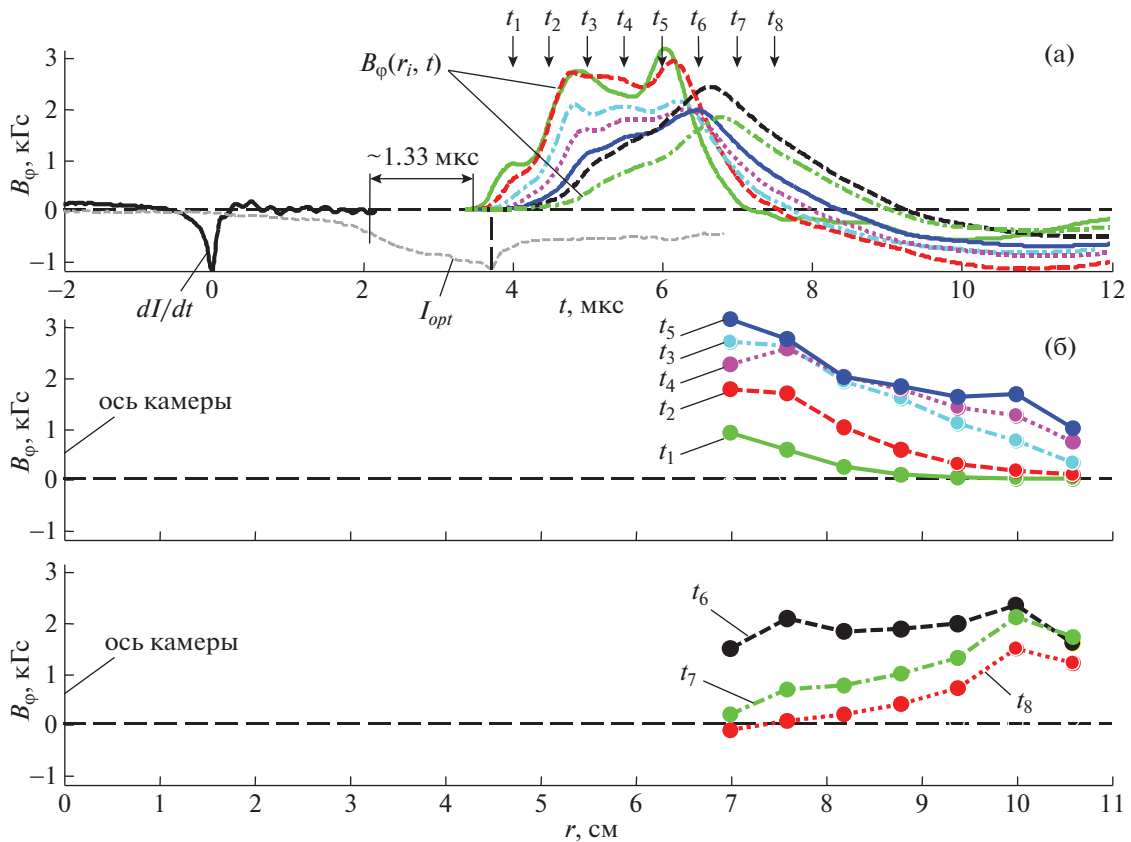 t1 t2 t3 t4 t5 t6 t7 t8
(а)
Bφ(ri, t)
~1.33 мкс
Bφ, кГс
3
2
1
0
−1
dI/dt
Iopt
−2 0 2 4 6 8 10 12
t, мкс
(б)
Bφ, кГс
3
2
1
0
−1
ось камеры
t5
t3
t4
t2
t1
0 1 2 3 4 5 6 7 8 9 10 11
r, см
Bφ, кГс
3
2
1
0
−1
ось камеры
t6
t7
t8